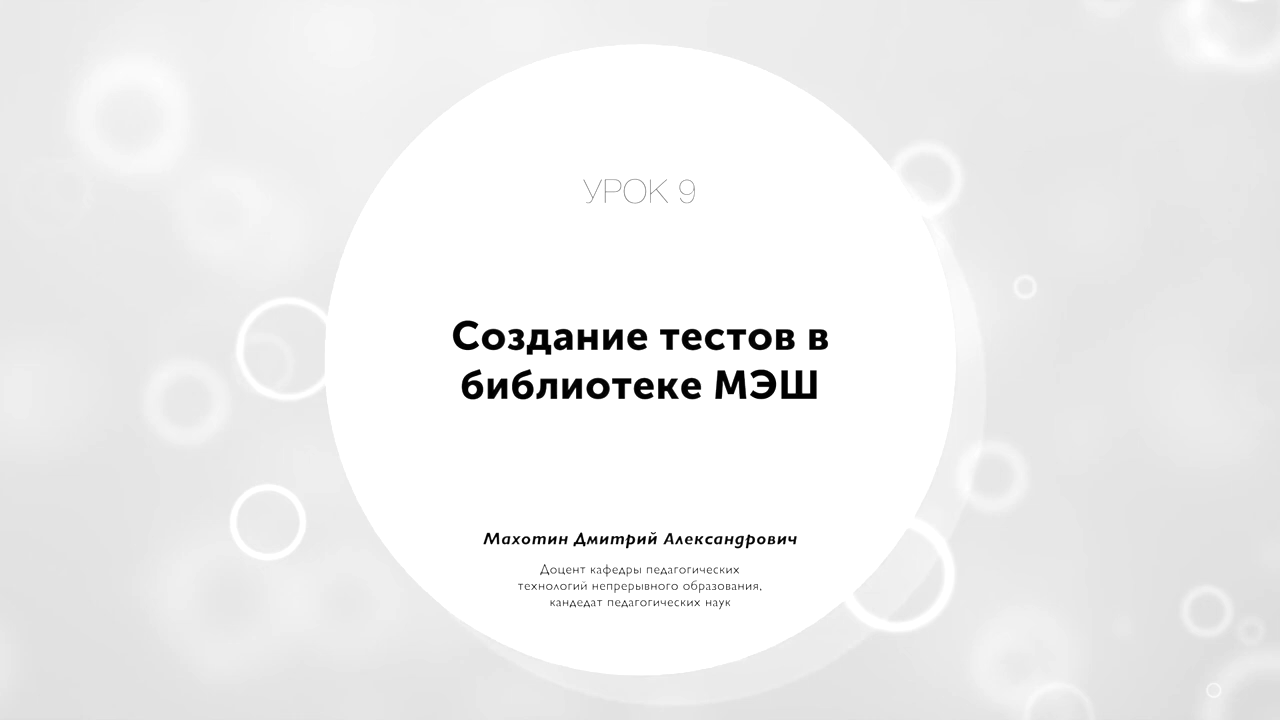 УРОК 9
Создание тестов в
библиотеке МЭШ
Махотин Дмитрий Александрович
Доцент кафедры педагогических
технологий непрерывного образования,
кандедат педагогических наук